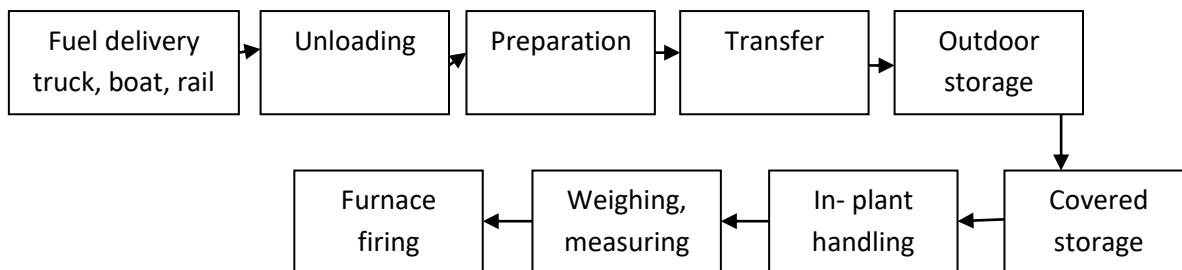 Fuel delivery
truck, boat, rail
Unloading
Preparation
Transfer
Outdoor
storage
Covered
storage
In- plant
handling
Weighing,
measuring
Furnace
firing